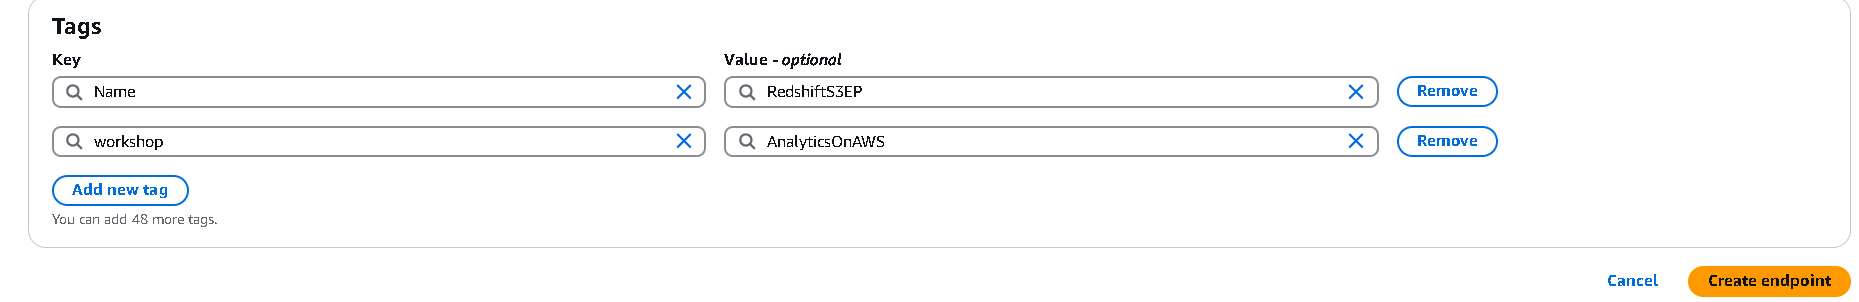 Tags
Key Value - optional
Name RedshiftS3EP Remove
workshop AnalyticsOnAWS Remove
Add new tag
You can add 48 more tags.
Cancel Create endpoint